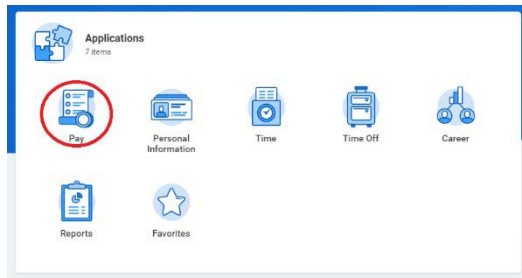 Applications
7 items
Pay
Personal
Information
Time
Time Off
Career
Reports
Favorites